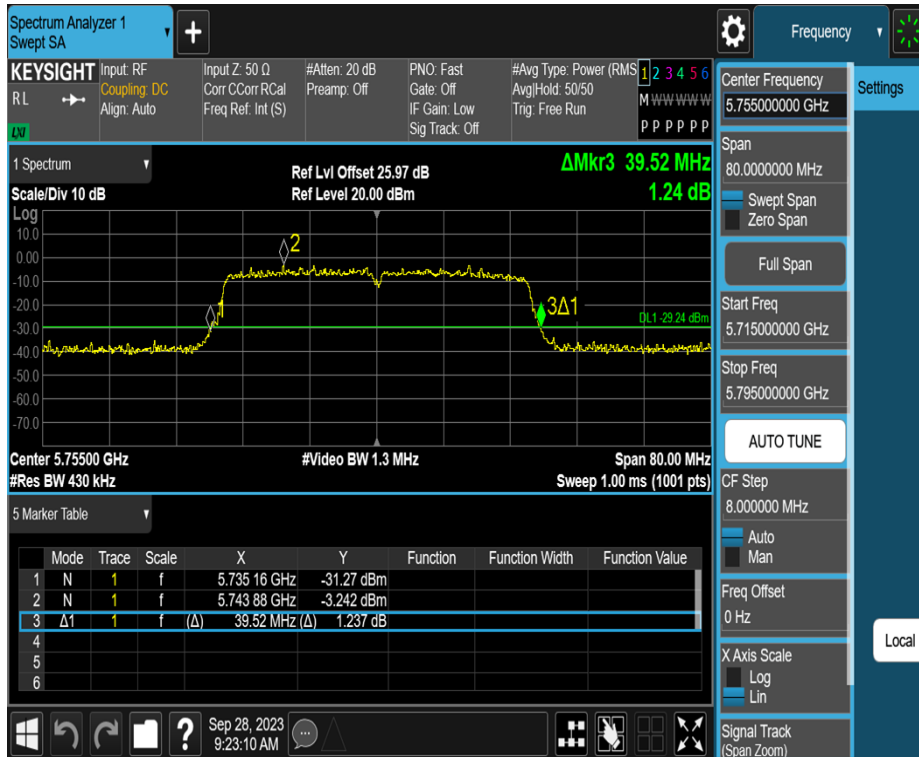 Spectrum Analyzer 1
Swept SA
+
Frequency
KEYSIGHT
RL
LXI
Input: RF
Coupling: DC
Align: Auto
Input Z: 50 Ω
Corr CCorr RCal
Freq Ref: Int (S)
#Atten: 20 dB
Preamp: Off
PNO: Fast
Gate: Off
IF Gain: Low
Sig Track: Off
#Avg Type: Power (RMS
Avg|Hold: 50/50
Trig: Free Run
1 2 3 4 5 6
M W W W W W
P P P P P P
1 Spectrum
Scale/Div 10 dB
Log
Ref Lvl Offset 25.97 dB
Ref Level 20.00 dBm
ΔMkr3 39.52 MHz
1.24 dB
10.0
0.00
-10.0
-20.0
-30.0
-40.0
-50.0
-60.0
-70.0
2
3Δ1
DL1 -29.24 dBm
Center 5.75500 GHz
#Video BW 1.3 MHz
Span 80.00 MHz
#Res BW 430 kHz
Sweep 1.00 ms (1001 pts)
5 Marker Table
Mode Trace Scale X Y Function Function Width Function Value
1 N 1 f 5.735 16 GHz -31.27 dBm
2 N 1 f 5.743 88 GHz -3.242 dBm
3 Δ1 1 f (Δ) 39.52 MHz (Δ) 1.237 dB
4
5
6
?
Sep 28, 2023
9:23:10 AM
Center Frequency
5.755000000 GHz
Settings
Span
80.0000000 MHz
Swept Span
Zero Span
Full Span
Start Freq
5.715000000 GHz
Stop Freq
5.795000000 GHz
AUTO TUNE
CF Step
8.000000 MHz
Auto
Man
Freq Offset
0 Hz
Local
X Axis Scale
Log
Lin
Signal Track
(Span Zoom)